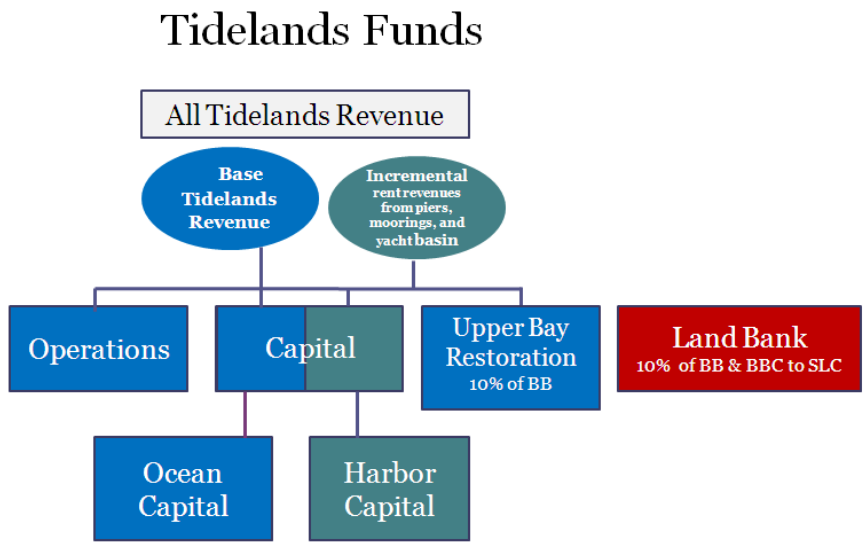 Tidelands Funds
All Tidelands Revenue
Base
Tidelands
Revenue
Incremental
rent revenues
from piers,
moorings, and
yacht basin
Operations
Capital
Upper Bay
Restoration
10% of BB
Land Bank
10% of BB & BBC to SLC
Ocean
Capital
Harbor
Capital